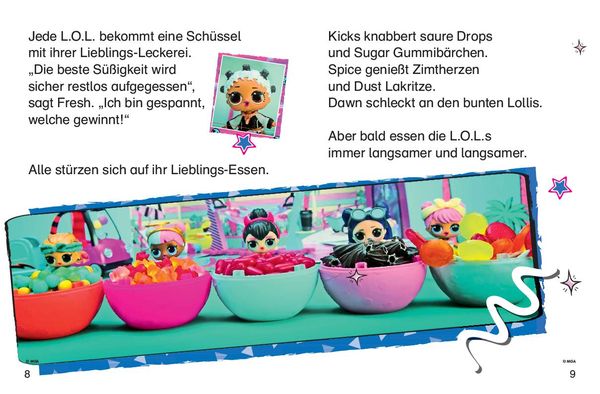 Jede L.O.L. bekommt eine Schüssel
mit ihrer Lieblings-Leckerei.
„Die beste Süßigkeit wird
sicher restlos aufgegessen“,
sagt Fresh. „Ich bin gespannt,
welche gewinnt!“
Alle stürzen sich auf ihr Lieblings-Essen.
© MGA
8
Kicks knabbert saure Drops
und Sugar Gummibärchen.
Spice genießt Zimtherzen
und Dust Lakritze.
Dawn schleckt an den bunten Lollis.
Aber bald essen die L.O.L.s
immer langsamer und langsamer.
© MGA
9